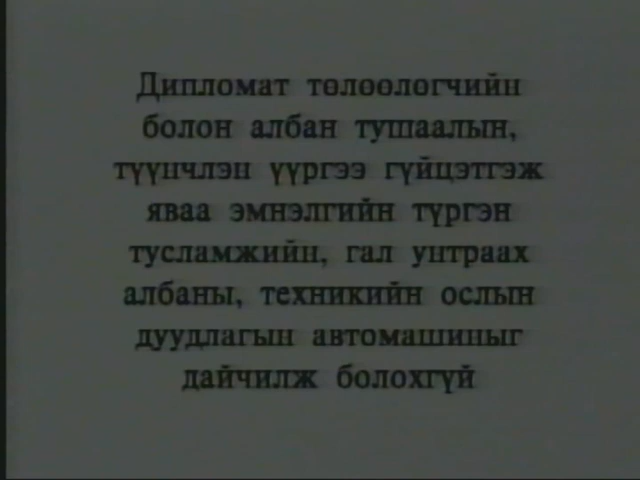 Дипломат төлөөлөгчийн
болон албан тушаалын,
түүнчлэн үүргээ гүйцэтгэж
яваа эмнэлгийн түргэн
тусламжийн, гал унтраах
албаны, техникийн ослын
дуудлагын автомашиныг
дайчилж болохгүй